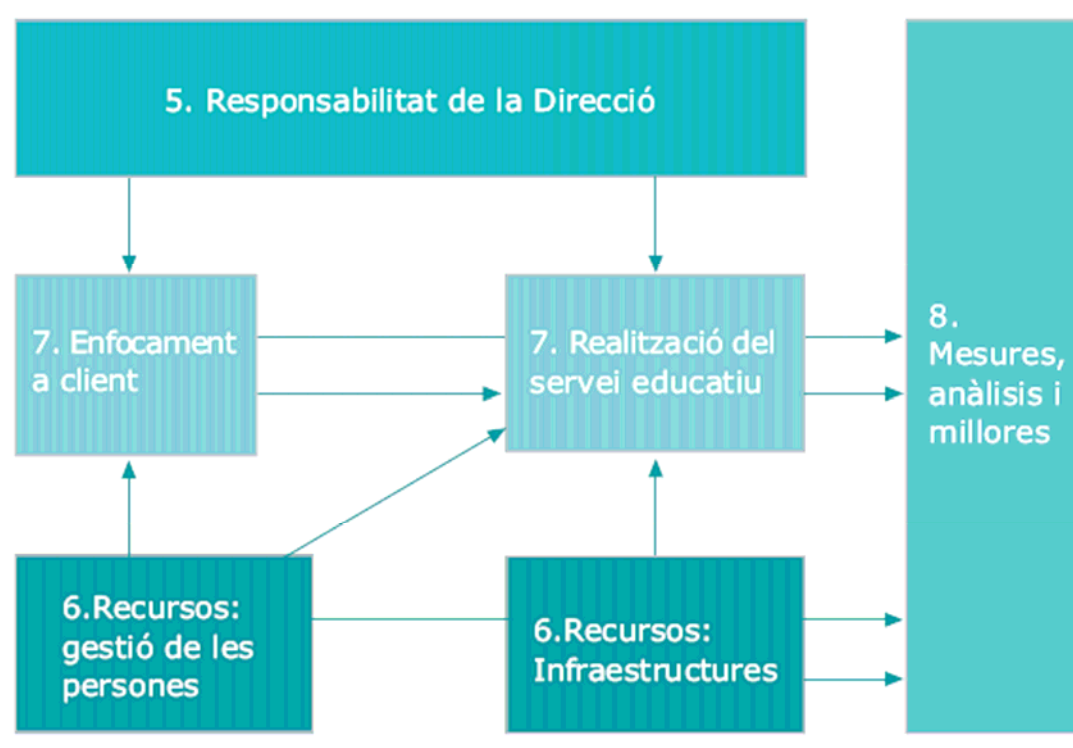 5. Responsabilitat de la Direcció
7. Enfocament
a client
7. Realització del
servei educatiu
8.
Mesures,
anàlisis i
millores
6.Recursos:
gestió de les
persones
6.Recursos:
Infraestructures